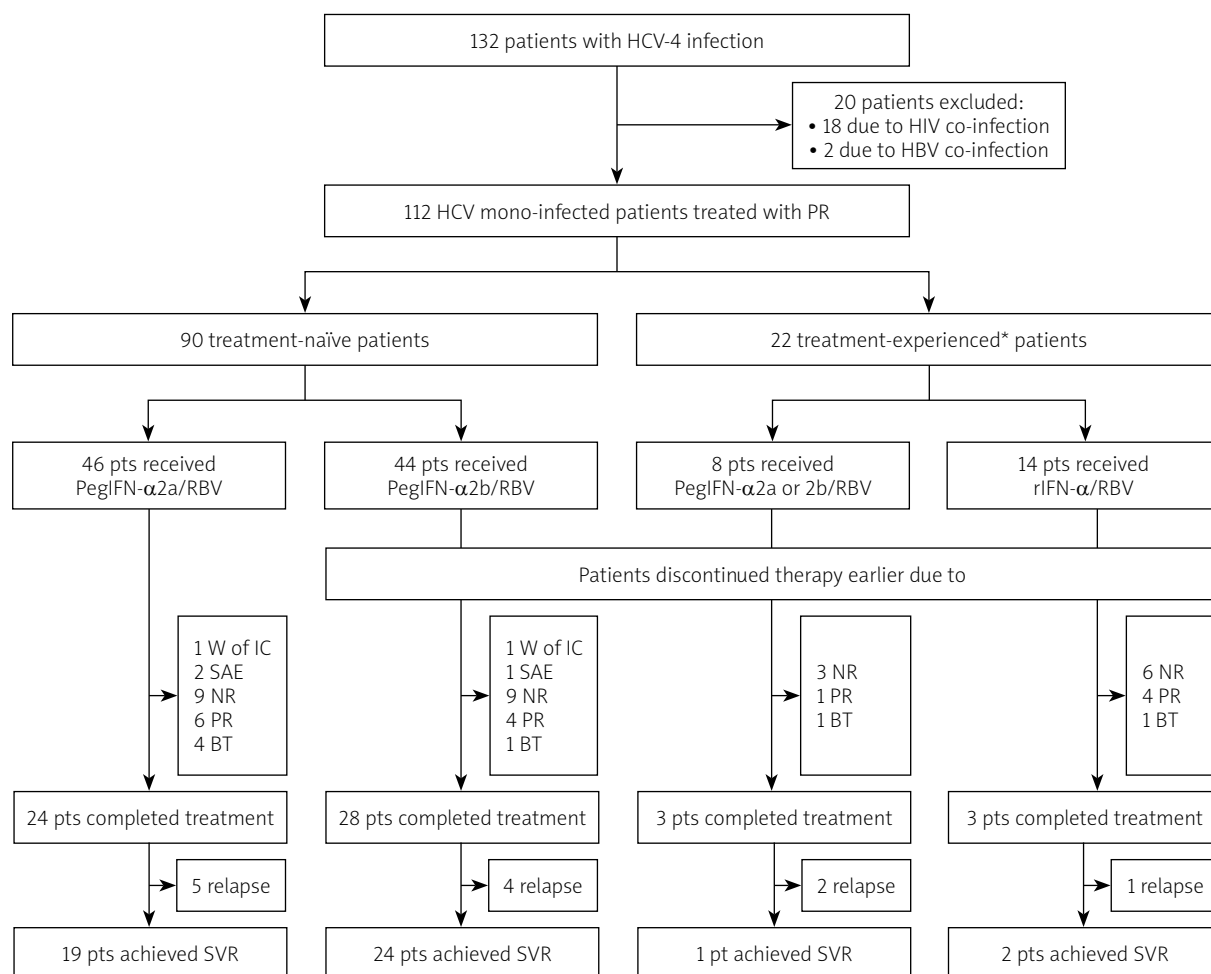 132 patients with HCV-4 infection
20 patients excluded:
• 18 due to HIV co-infection
• 2 due to HBV co-infection
112 HCV mono-infected patients treated with PR
90 treatment-naïve patients
22 treatment-experienced* patients
46 pts received
PegIFN-α2a/RBV
44 pts received
PegIFN-α2b/RBV
8 pts received
PegIFN-α2a or 2b/RBV
14 pts received
rIFN-α/RBV
Patients discontinued therapy earlier due to
1 W of IC
2 SAE
9 NR
6 PR
4 BT
1 W of IC
1 SAE
9 NR
4 PR
1 BT
3 NR
1 PR
1 BT
6 NR
4 PR
1 BT
24 pts completed treatment
28 pts completed treatment
3 pts completed treatment
3 pts completed treatment
5 relapse
4 relapse
2 relapse
1 relapse
19 pts achieved SVR
24 pts achieved SVR
1 pt achieved SVR
2 pts achieved SVR